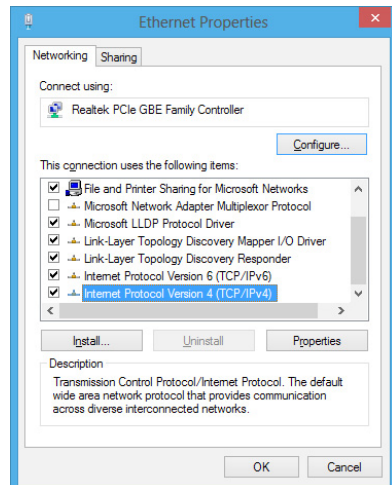 Ethernet Properties
Networking
Sharing
Connect using:
Realtek PCIe GBE Family Controller
Configure...
This connection uses the following items:
File and Printer Sharing for Microsoft Networks
Microsoft Network Adapter Multiplexor Protocol
Microsoft LLDP Protocol Driver
Link-Layer Topology Discovery Mapper I/O Driver
Link-Layer Topology Discovery Responder
Internet Protocol Version 6 (TCP/IPv6)
Internet Protocol Version 4 (TCP/IPv4)
Install...
Uninstall
Properties
Description
Transmission Control Protocol/Internet Protocol. The default
wide area network protocol that provides communication
across diverse interconnected networks.
OK
Cancel